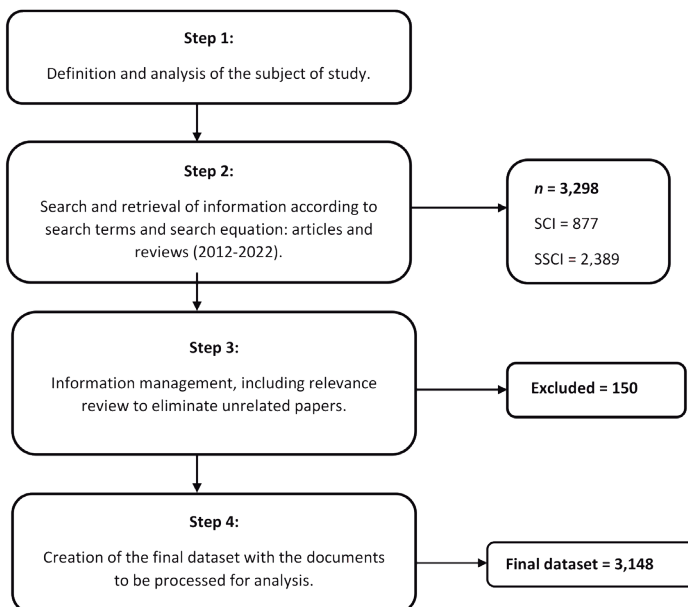 Step 1:
Definition and analysis of the subject of study.
Step 2:
Search and retrieval of information according to
search terms and search equation: articles and
reviews (2012-2022).
n = 3,298
SCI = 877
SSCI = 2,389
Step 3:
Information management, including relevance
review to eliminate unrelated papers.
Excluded = 150
Step 4:
Creation of the final dataset with the documents
to be processed for analysis.
Final dataset = 3,148